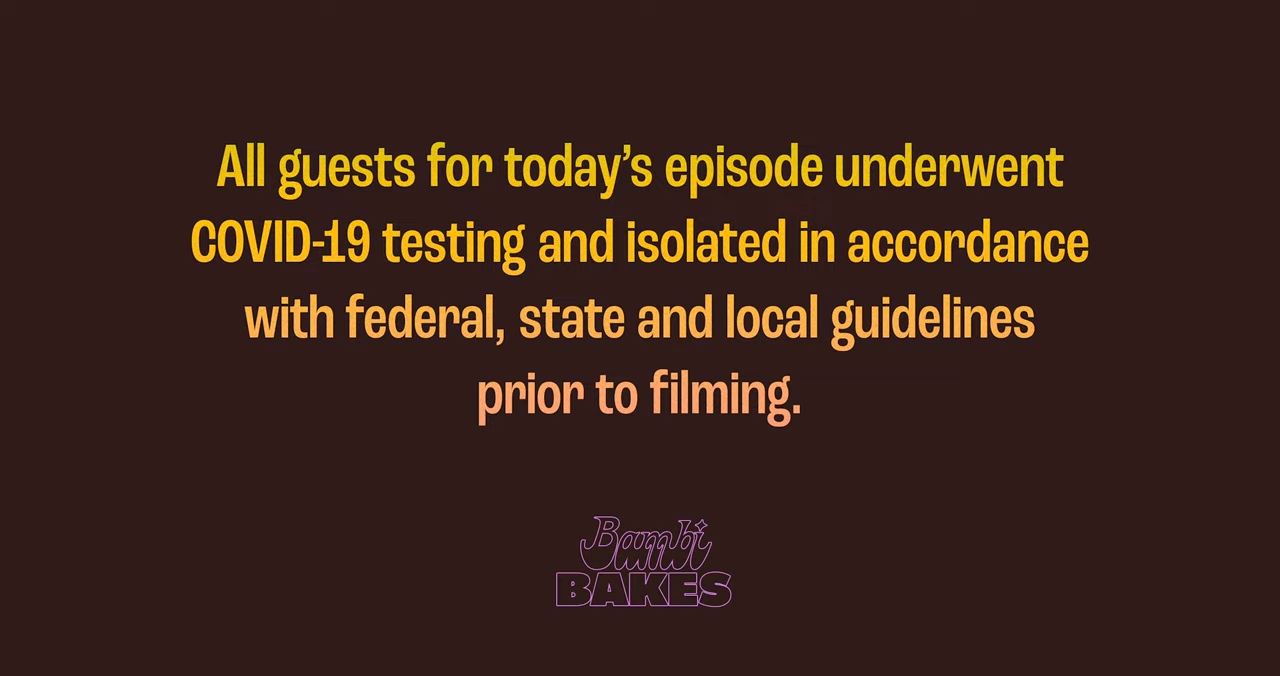 All guests for today’s episode underwent
COVID-19 testing and isolated in accordance
with federal, state and local guidelines
prior to filming.
Bambi
BAKES